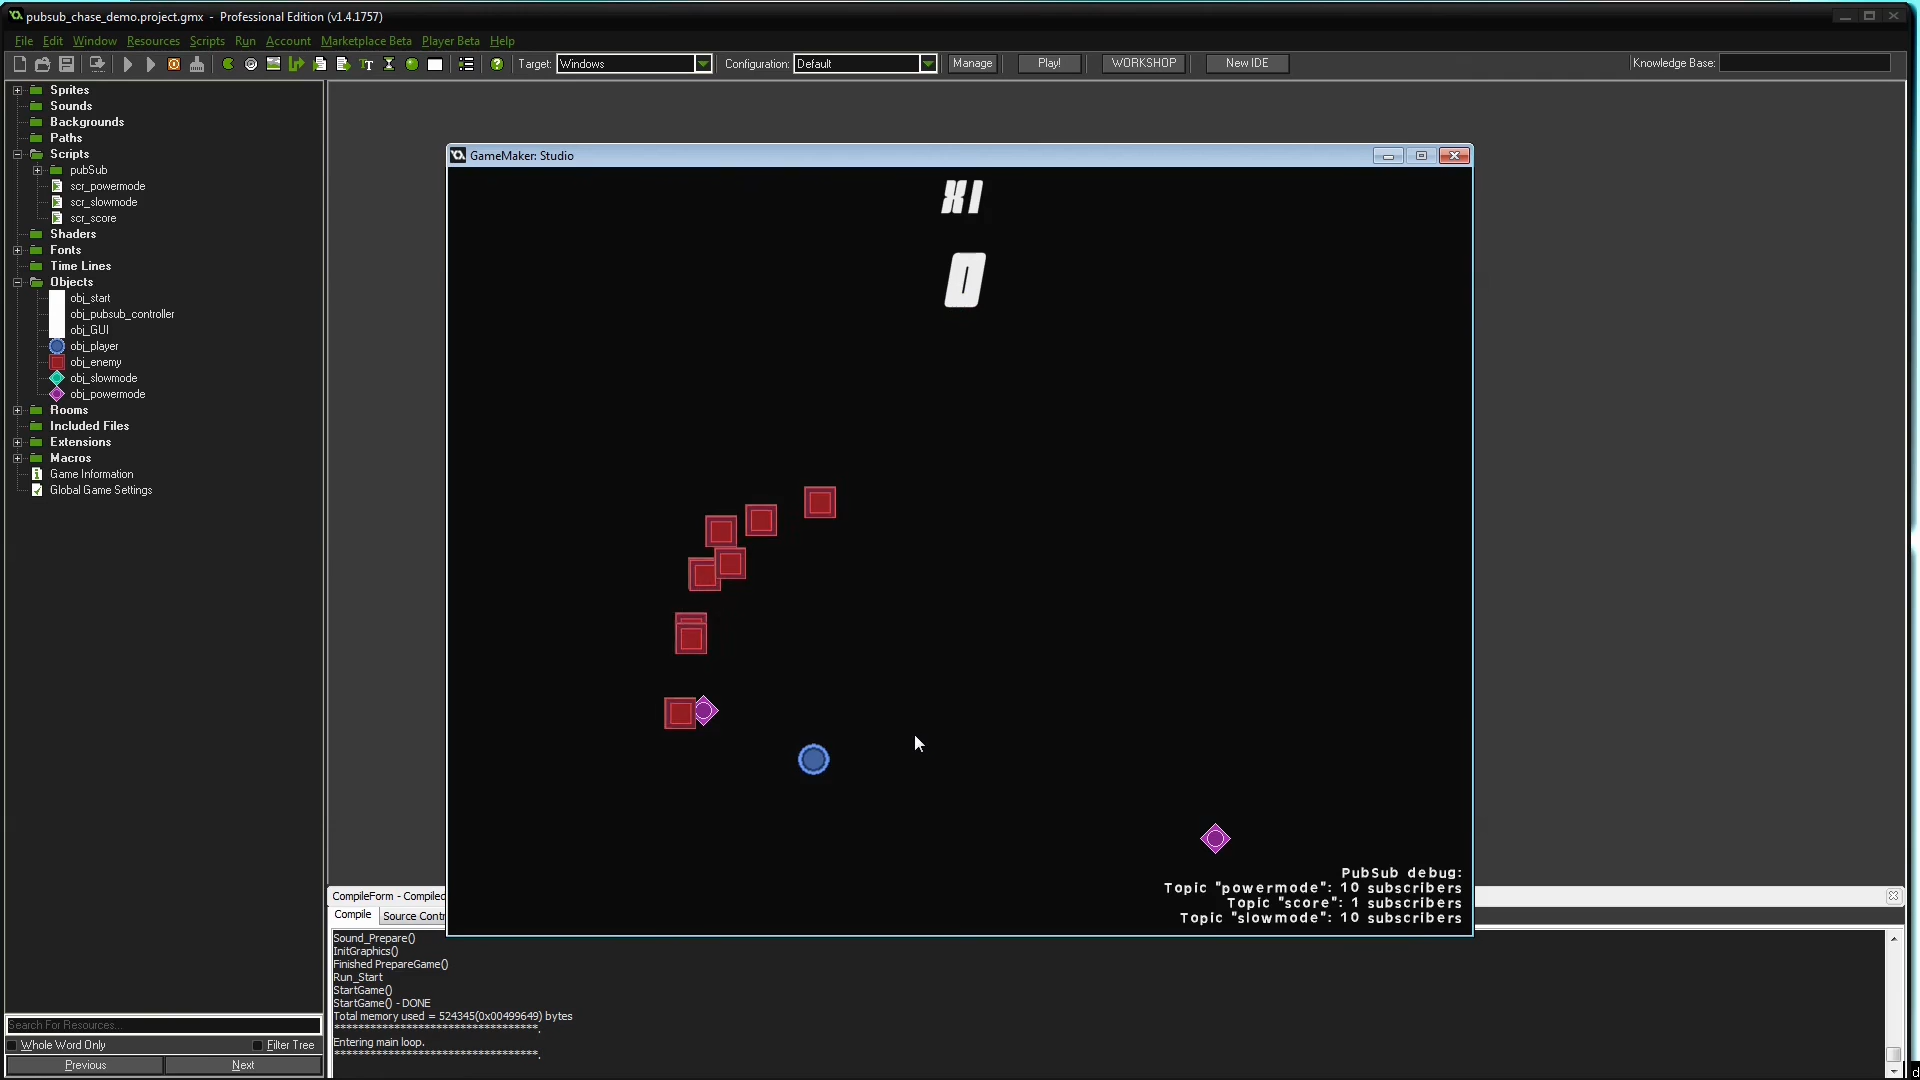 pubsub_chase_demo.project.gmx - Professional Edition (v1.4.1757)
File Edit Window Resources Scripts Run Account Marketplace Beta Player Beta Help
Target: Windows Configuration: Default Manage Play! WORKSHOP New IDE Knowledge Base:
Sprites
Sounds
Backgrounds
Paths
Scripts
pubSub
scr_powermode
scr_slowmode
scr_score
Shaders
Fonts
Time Lines
Objects
obj_start
obj_pubsub_controller
obj_GUI
obj_player
obj_enemy
obj_slowmode
obj_powermode
Rooms
Included Files
Extensions
Macros
Game Information
Global Game Settings
Search For Resources...
Whole Word Only Filter Tree
Previous Next
GameMaker: Studio
X1
0
PubSub debug:
Topic "powermode": 10 subscribers
Topic "score": 1 subscribers
Topic "slowmode": 10 subscribers
CompileForm - Compiled
Compile Source Contr
Sound_Prepare()
InitGraphics()
Finished PrepareGame()
Run_Start
StartGame()
StartGame() - DONE
Total memory used = 524345(0x00499649) bytes
**********************************.
Entering main loop.
**********************************.